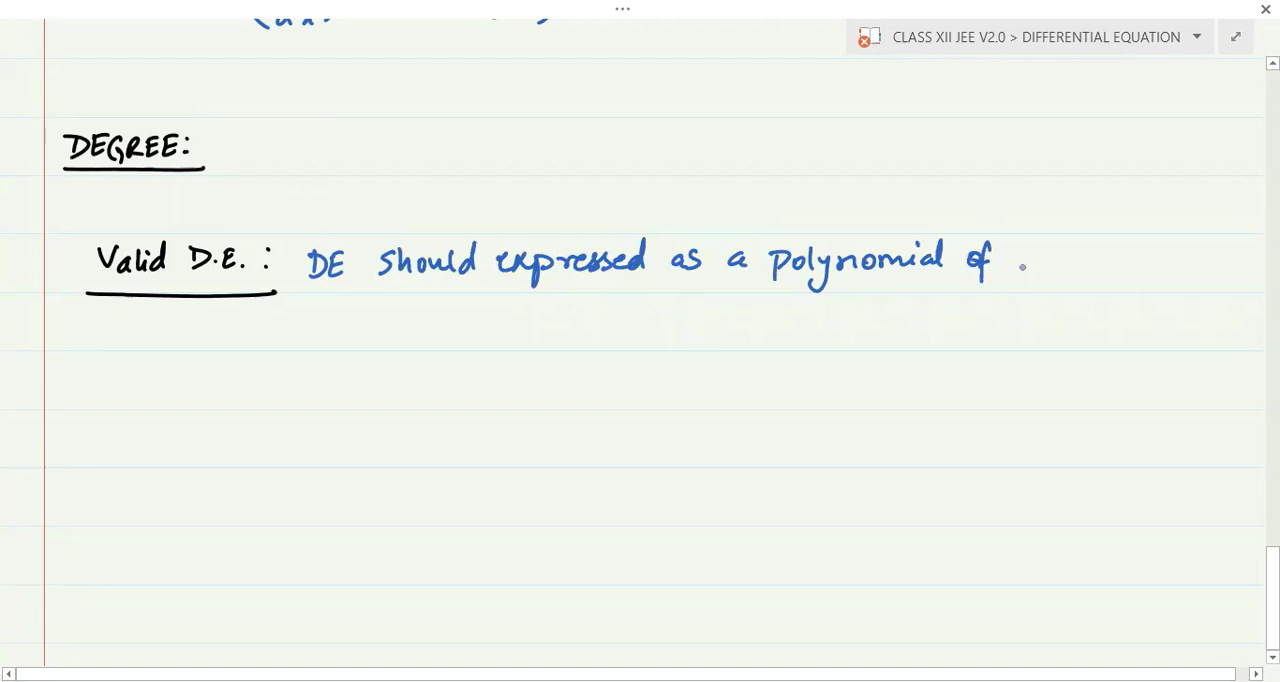 CLASS XII JEE V2.0 > DIFFERENTIAL EQUATION
DEGREE:
Valid D.E. : DE should expressed as a polynomial of